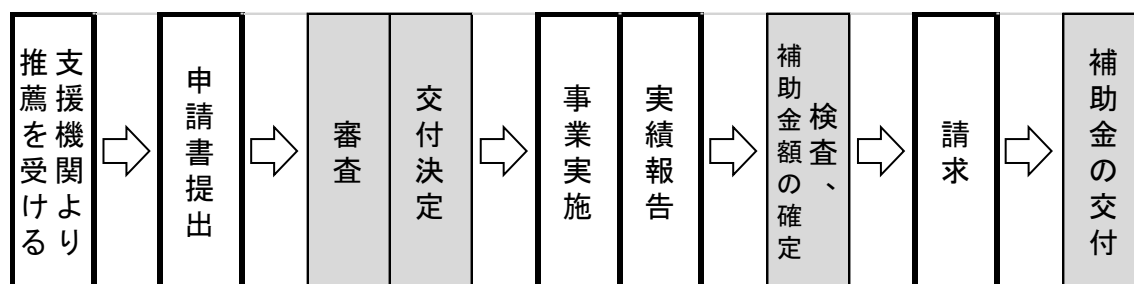 支援機関より
推薦を受ける
申請書提出
審査
交付決定
事業実施
実績報告
検査、
補助金額の確定
請求
補助金の交付